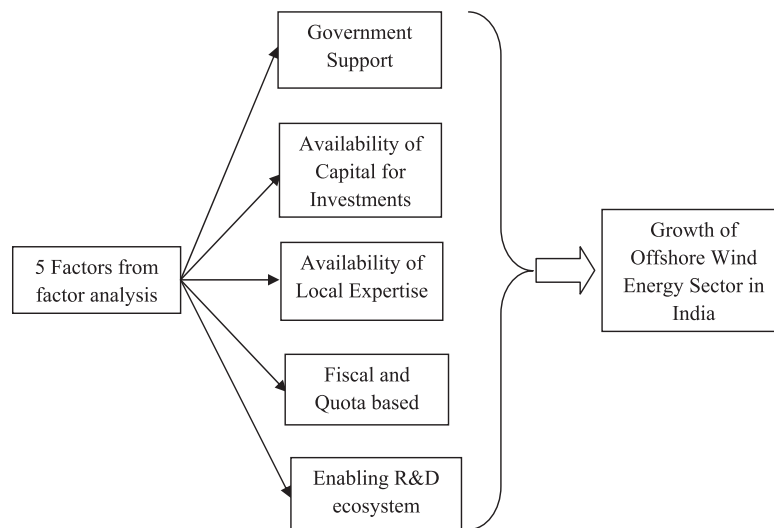 5 Factors from
factor analysis
Government
Support
Availability of
Capital for
Investments
Availability of
Local Expertise
Fiscal and
Quota based
Enabling R&D
ecosystem
Growth of
Offshore Wind
Energy Sector in
India